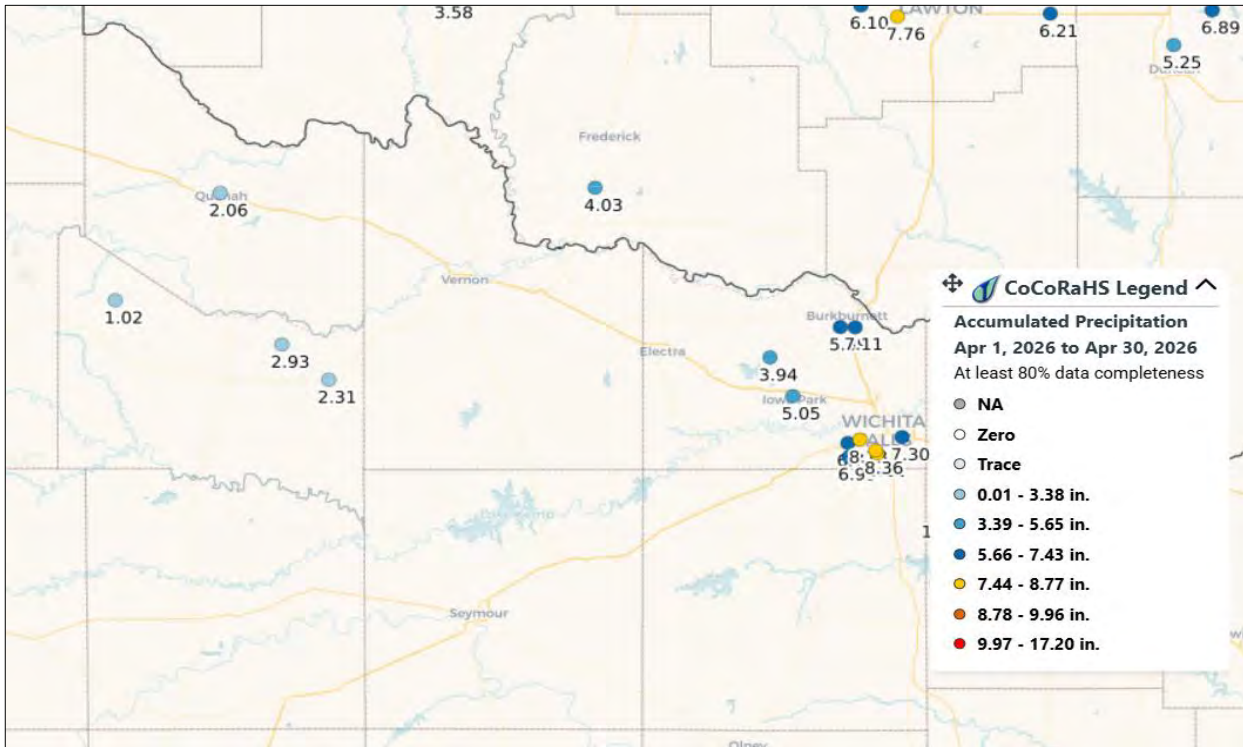 3.58
LAWTON
6.10
7.76
6.21
6.89
5.25
Duncan
Frederick
Quanah
2.06
4.03
Vernon
1.02
2.93
2.31
Burkburnett
Electra
3.94
Iowa Park
5.05
WICHITA
FALLS
7.30
8.36
Seymour
Olney
CoCoRaHS Legend
Accumulated Precipitation
Apr 1, 2026 to Apr 30, 2026
At least 80% data completeness
NA
Zero
Trace
0.01 - 3.38 in.
3.39 - 5.65 in.
5.66 - 7.43 in.
7.44 - 8.77 in.
8.78 - 9.96 in.
9.97 - 17.20 in.